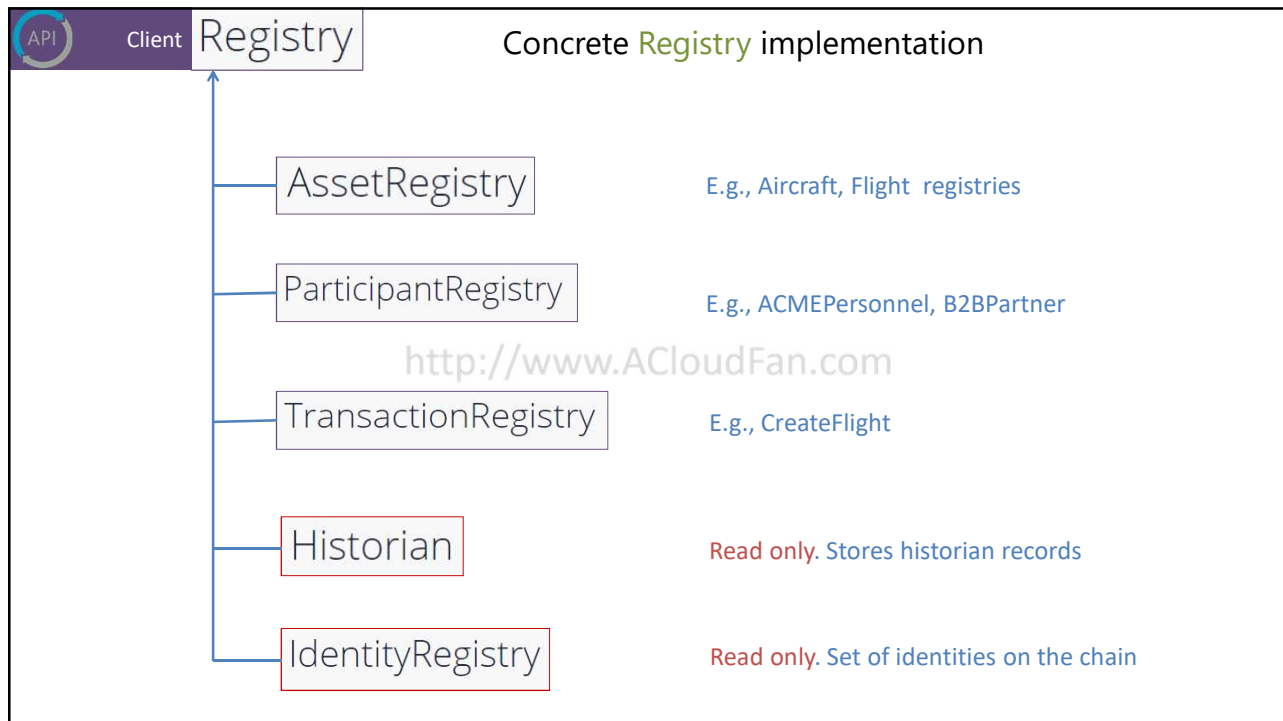 API
Client Registry
Concrete Registry implementation
AssetRegistry
E.g., Aircraft, Flight registries
ParticipantRegistry
E.g., ACMEPersonnel, B2BPartner
http://www.ACloudFan.com
TransactionRegistry
E.g., CreateFlight
Historian
Read only. Stores historian records
IdentityRegistry
Read only. Set of identities on the chain